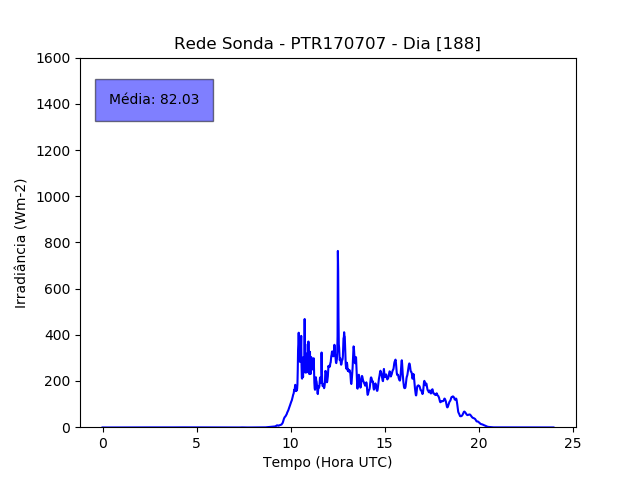 Rede Sonda - PTR170707 - Dia [188]
1600
1400
1200
1000
800
600
400
200
0
Irradiância (Wm-2)
Média: 82.03
0 5 10 15 20 25
Tempo (Hora UTC)